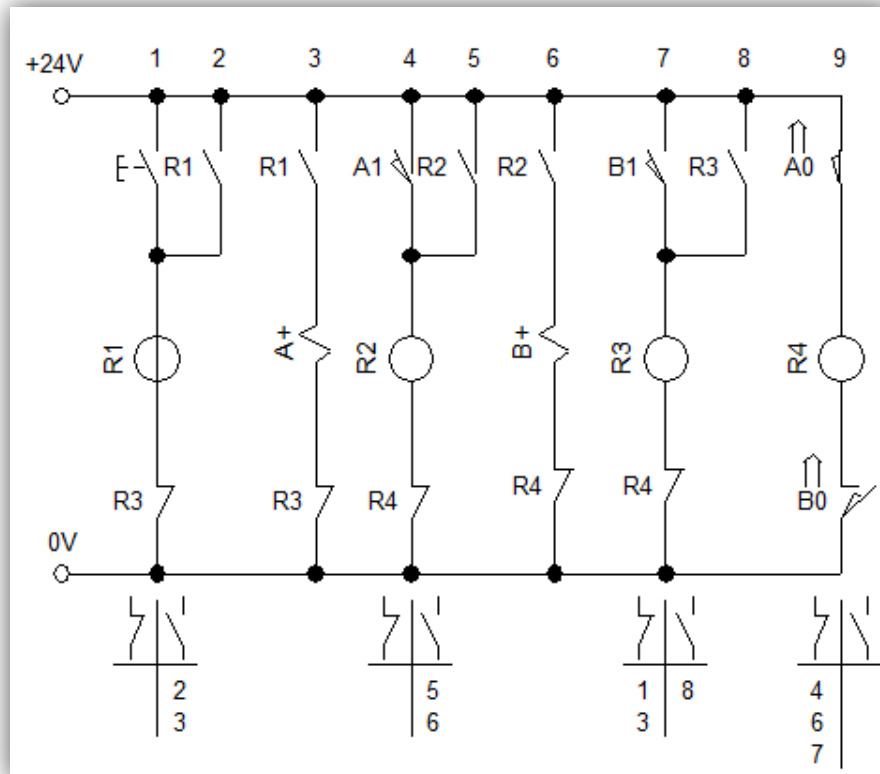 1 2 3 4 5 6 7 8 9
+24V
R1 R1 A1 R2 R2 B1 R3 A0
R1 A+ R2 B+ R3 R4
R3 R3 R4 R4 R4 B0
0V
2 5 1 8 4
3 6 3 6
7